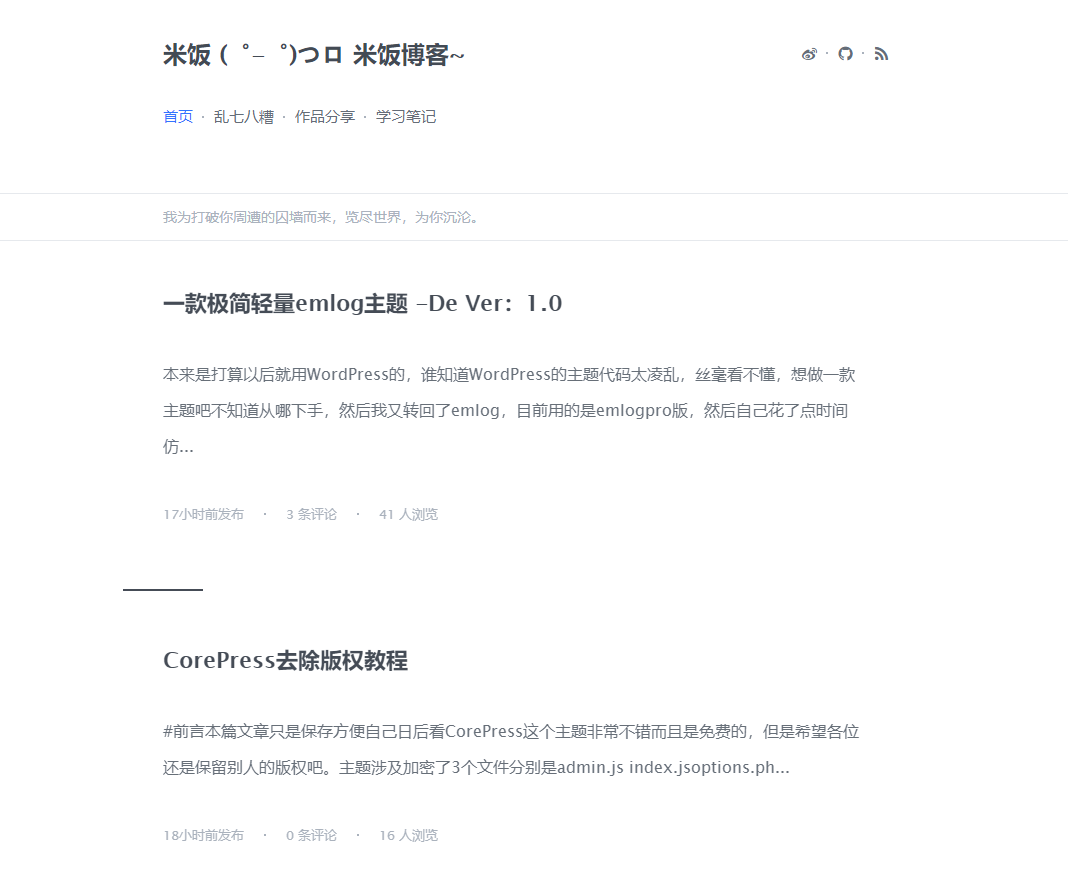 米饭 ( ゜- ゜)つロ 米饭博客~
· ·
首页 · 乱七八糟 · 作品分享 · 学习笔记
我为打破你周遭的囚墙而来，览尽世界，为你沉沦。
一款极简轻量emlog主题 -De Ver：1.0
本来是打算以后就用WordPress的，谁知道WordPress的主题代码太凌乱，丝毫看不懂，想做一款
主题吧不知道从哪下手，然后我又转回了emlog，目前用的是emlogpro版，然后自己花了点时间
仿...
17小时前发布 · 3 条评论 · 41 人浏览
CorePress去除版权教程
#前言本篇文章只是保存方便自己日后看CorePress这个主题非常不错而且是免费的，但是希望各位
还是保留别人的版权吧。主题涉及加密了3个文件分别是admin.js index.jsoptions.ph...
18小时前发布 · 0 条评论 · 16 人浏览